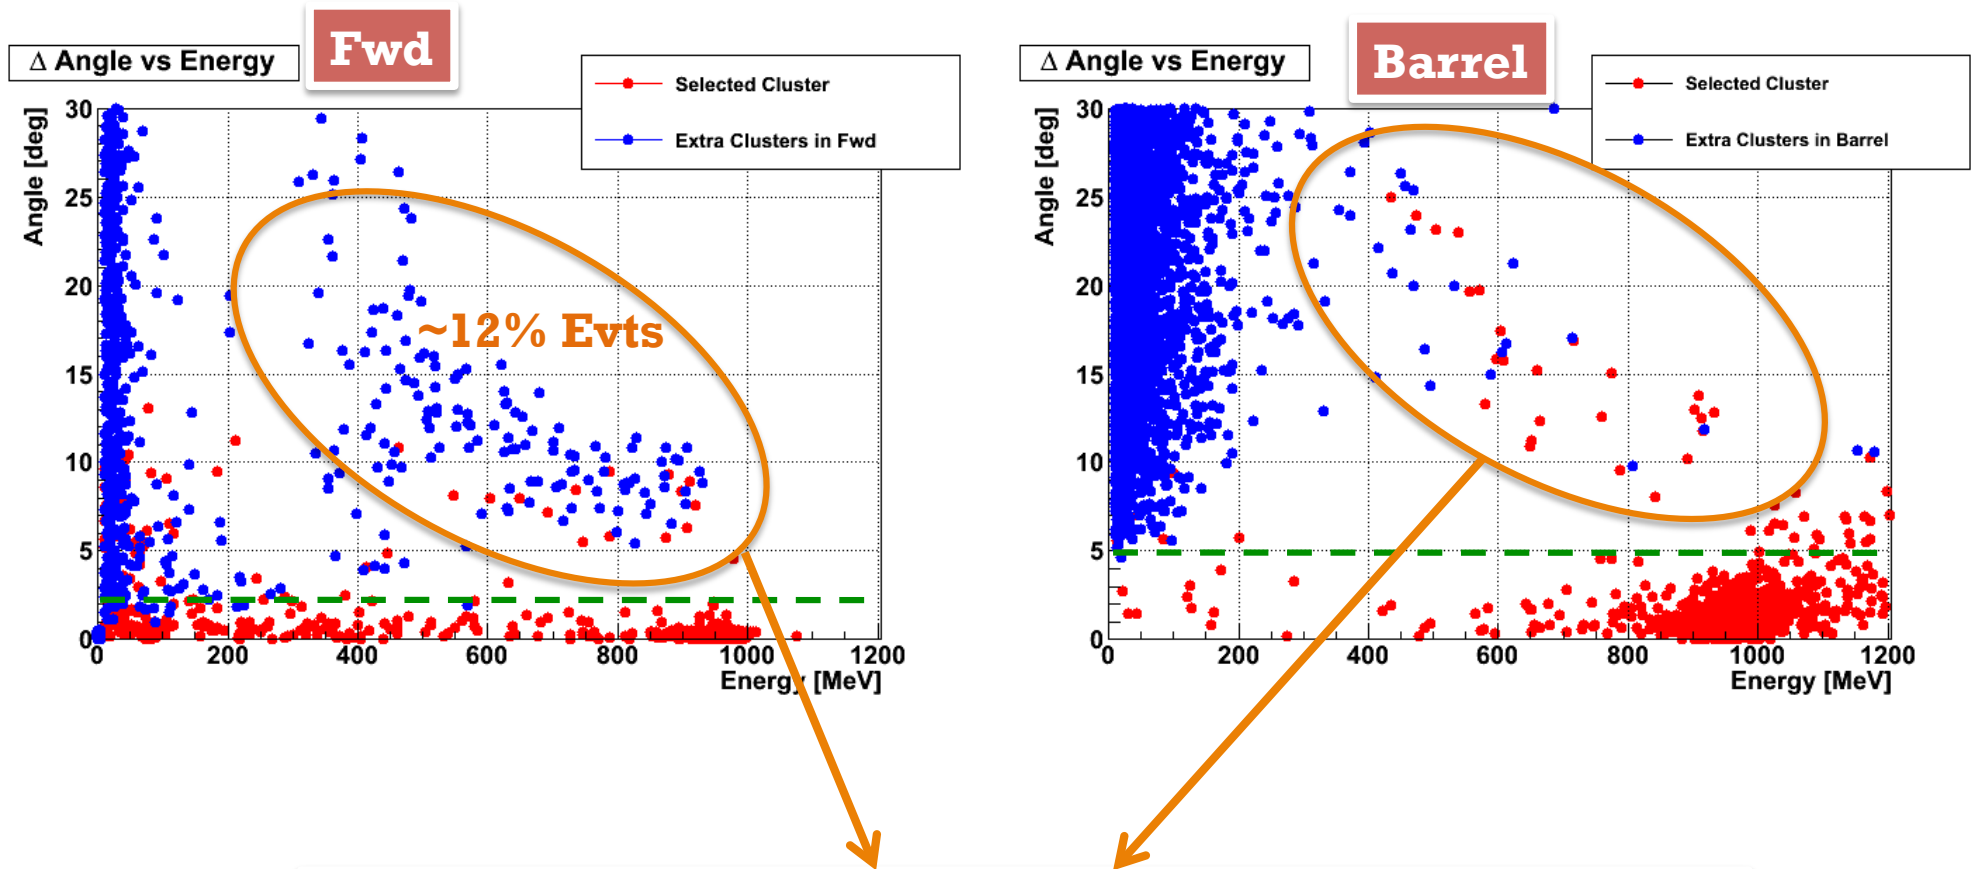 Fwd
Δ Angle vs Energy
Selected Cluster
Extra Clusters in Fwd
Angle [deg]
30
25
20
15
10
5
0
~12% Evts
0 200 400 600 800 1000 1200
Energy [MeV]
Barrel
Δ Angle vs Energy
Selected Cluster
Extra Clusters in Barrel
Angle [deg]
30
25
20
15
10
5
0
0 200 400 600 800 1000 1200
Energy [MeV]